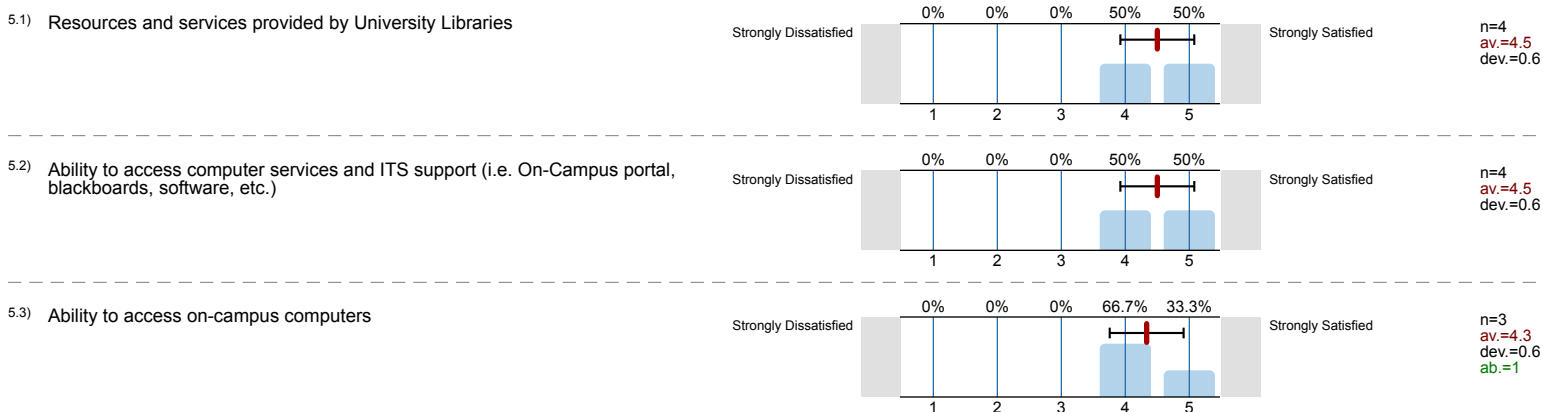 5.1) Resources and services provided by University Libraries
0% 0% 0% 50% 50%
Strongly Dissatisfied Strongly Satisfied
n=4
av.=4.5
dev.=0.6
1 2 3 4 5
5.2) Ability to access computer services and ITS support (i.e. On-Campus portal,
blackboards, software, etc.)
0% 0% 0% 50% 50%
Strongly Dissatisfied Strongly Satisfied
n=4
av.=4.5
dev.=0.6
1 2 3 4 5
5.3) Ability to access on-campus computers
0% 0% 0% 66.7% 33.3%
Strongly Dissatisfied Strongly Satisfied
n=3
av.=4.3
dev.=0.6
ab.=1
1 2 3 4 5